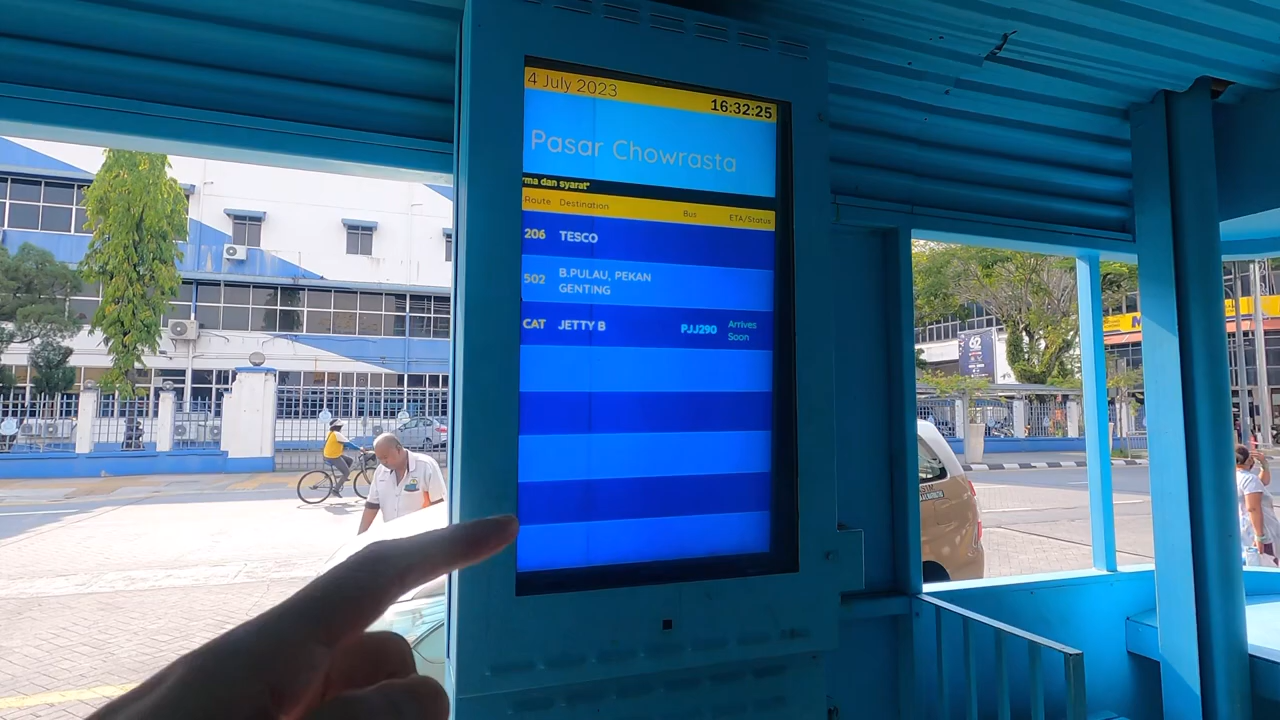 4 July 2023
16:32:25
Pasar Chowrasta
rma dan syarat*
Route Destination Bus ETA/Status
206 TESCO
502 B.PULAU, PEKAN
GENTING
CAT JETTY B PJJ290 Arrives
Soon